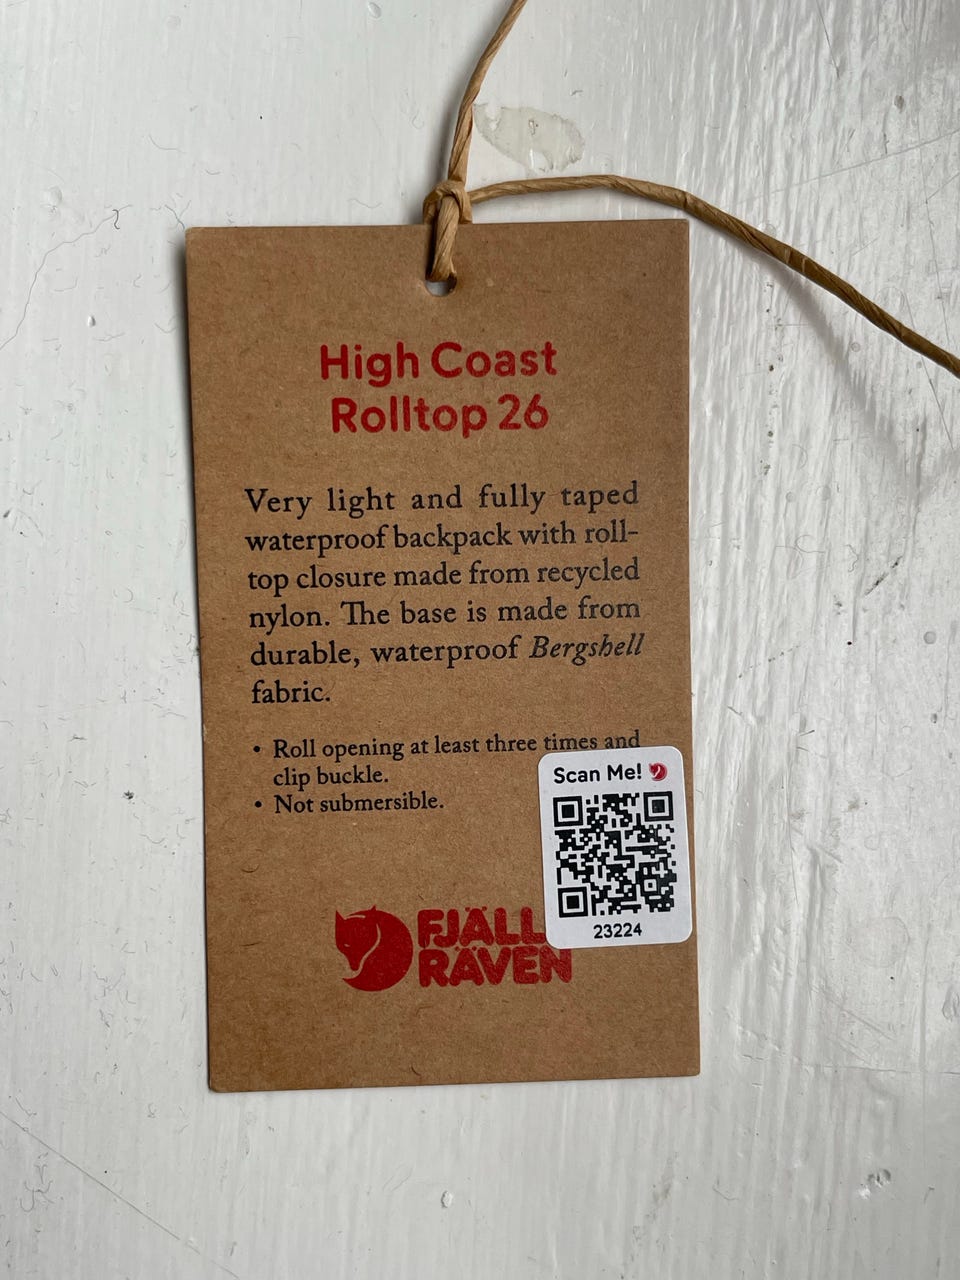 High Coast
Rolltop 26
Very light and fully taped
waterproof backpack with roll-
top closure made from recycled
nylon. The base is made from
durable, waterproof Bergshell
fabric.
• Roll opening at least three times and
clip buckle.
• Not submersible.
Scan Me!
23224
FJÄLL
RÄVEN